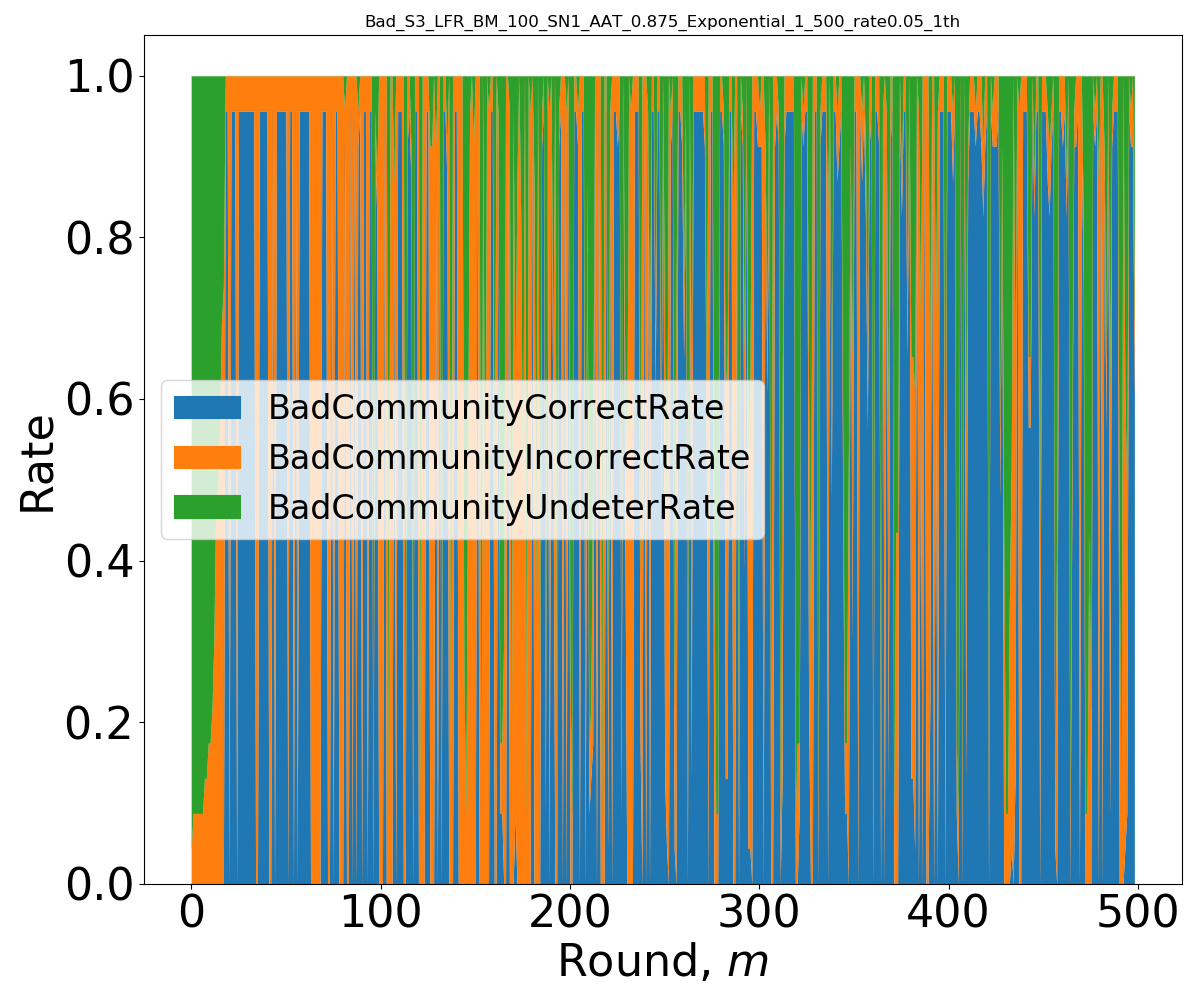 Bad_S3_LFR_BM_100_SN1_AAT_0.875_Exponential_1_500_rate0.05_1th
1.0
0.8
0.6
0.4
0.2
0.0
Rate
BadCommunityCorrectRate
BadCommunityIncorrectRate
BadCommunityUndeterRate
0 100 200 300 400 500
Round, m